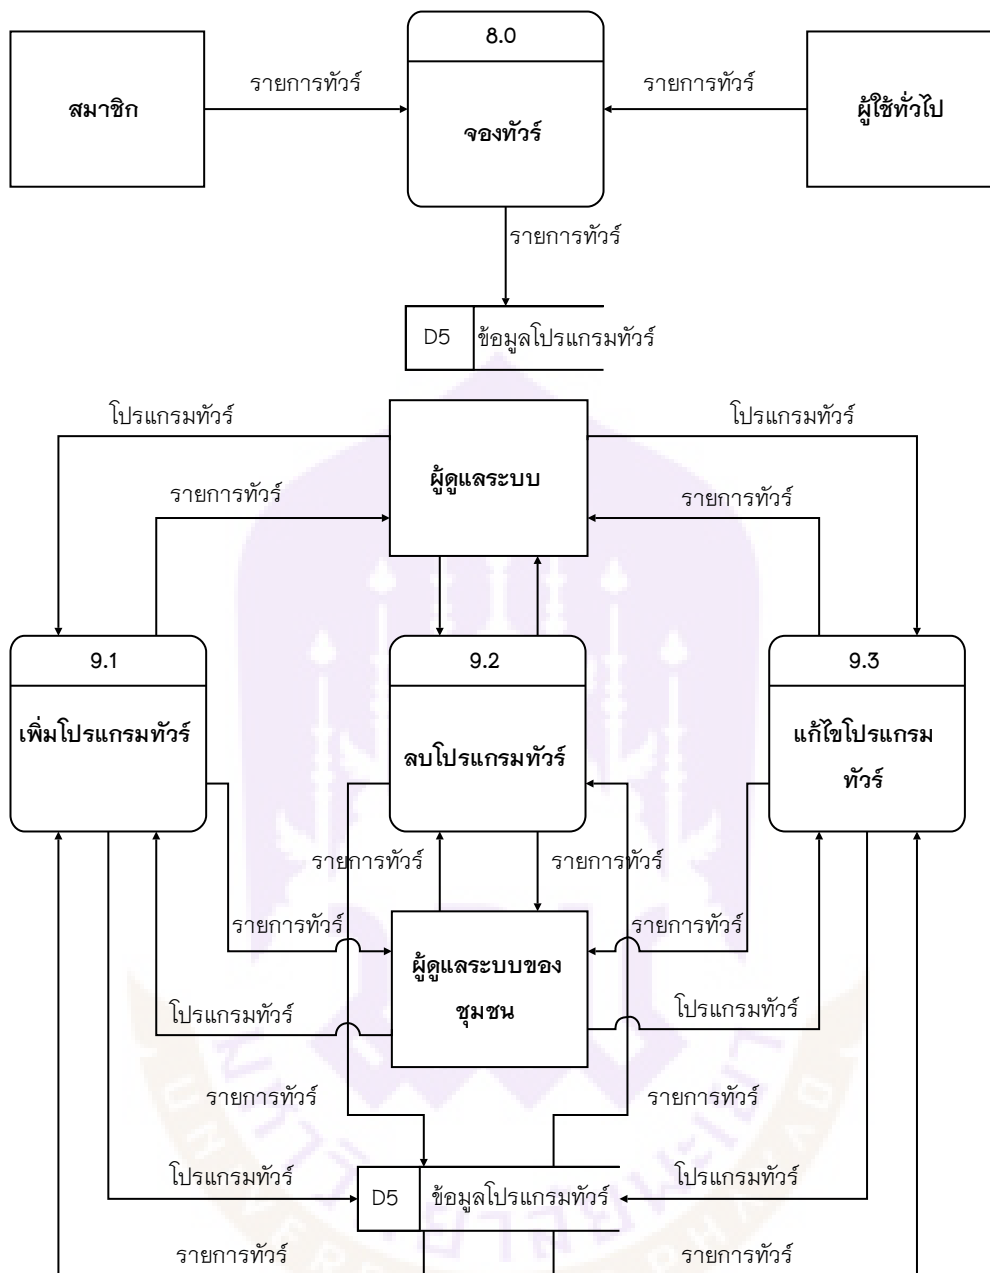 8.0
สมาชิก
รายการทัวร์
จองทัวร์
รายการทัวร์
ผู้ใช้ทั่วไป
รายการทัวร์
D5
ข้อมูลโปรแกรมทัวร์
โปรแกรมทัวร์
ผู้ดูแลระบบ
โปรแกรมทัวร์
รายการทัวร์
รายการทัวร์
9.1
เพิ่มโปรแกรมทัวร์
9.2
ลบโปรแกรมทัวร์
9.3
แก้ไขโปรแกรม
ทัวร์
รายการทัวร์
รายการทัวร์
รายการทัวร์
รายการทัวร์
ผู้ดูแลระบบของ
ชุมชน
โปรแกรมทัวร์
โปรแกรมทัวร์
รายการทัวร์
รายการทัวร์
โปรแกรมทัวร์
D5
ข้อมูลโปรแกรมทัวร์
โปรแกรมทัวร์
รายการทัวร์
รายการทัวร์